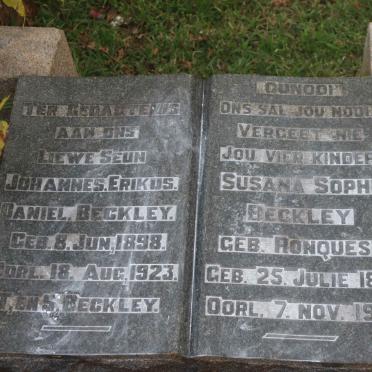 Ter Gedagtenis
aan ons
Liewe Seun
Johannes. Erikus.
Daniel. Beckley.
Geb. 8. Jun, 1898.
Oorl. 18. Aug, 1923.
J. en S. Beckley.
Ons sal jou nooit
Vergeet nie
Jou vier kinder
Susana Soph
Beckley
Geb. Ronques
Geb. 25. Julie 18
Oorl. 7. Nov. 19